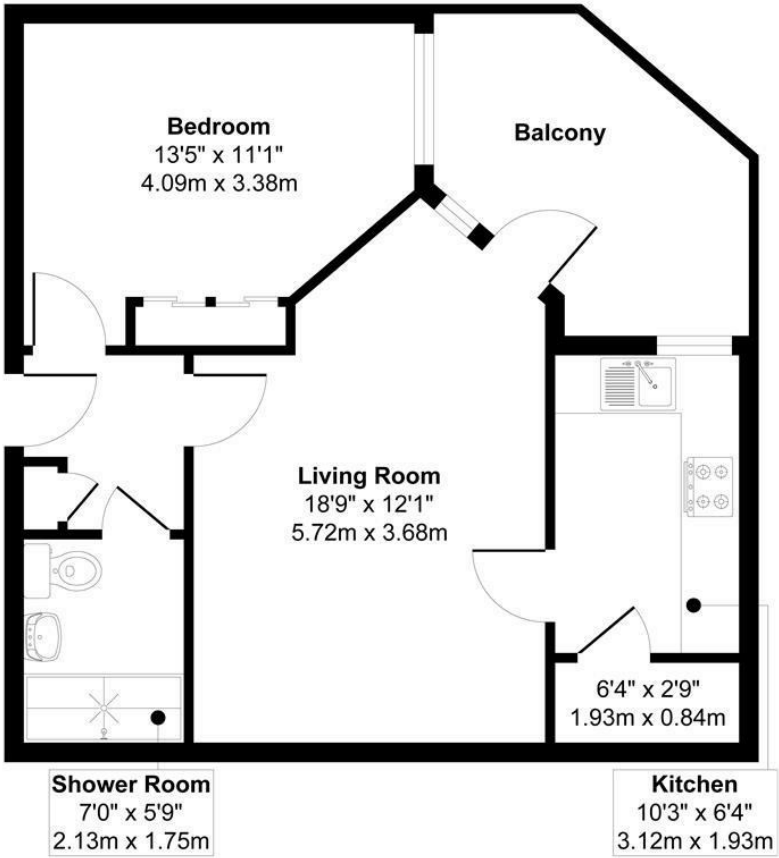 Bedroom
13'5" x 11'1"
4.09m x 3.38m
Balcony
Living Room
18'9" x 12'1"
5.72m x 3.68m
6'4" x 2'9"
1.93m x 0.84m
Shower Room
7'0" x 5'9"
2.13m x 1.75m
Kitchen
10'3" x 6'4"
3.12m x 1.93m